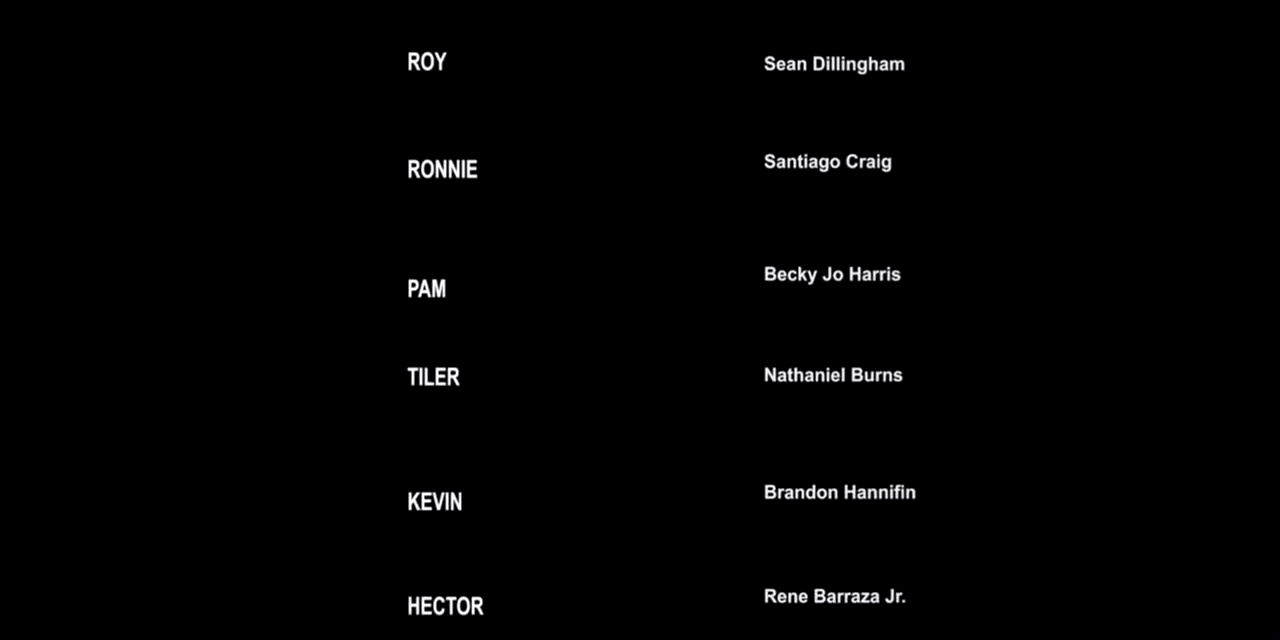 ROY Sean Dillingham
RONNIE Santiago Craig
PAM Becky Jo Harris
TILER Nathaniel Burns
KEVIN Brandon Hannifin
HECTOR Rene Barraza Jr.